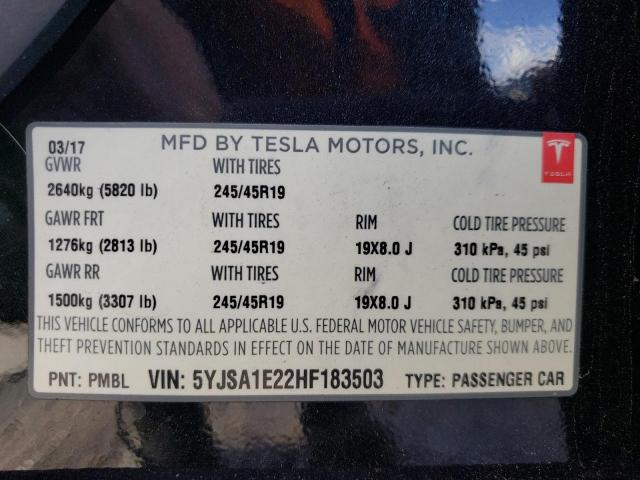 03/17 MFD BY TESLA MOTORS, INC.
TESLA
GVWR WITH TIRES
2640kg (5820 lb) 245/45R19
GAWR FRT WITH TIRES RIM COLD TIRE PRESSURE
1276kg (2813 lb) 245/45R19 19X8.0 J 310 kPa, 45 psi
GAWR RR WITH TIRES RIM COLD TIRE PRESSURE
1500kg (3307 lb) 245/45R19 19X8.0 J 310 kPa, 45 psi
THIS VEHICLE CONFORMS TO ALL APPLICABLE U.S. FEDERAL MOTOR VEHICLE SAFETY, BUMPER, AND
THEFT PREVENTION STANDARDS IN EFFECT ON THE DATE OF MANUFACTURE SHOWN ABOVE.
PNT: PMBL VIN: 5YJSA1E22HF183503 TYPE: PASSENGER CAR